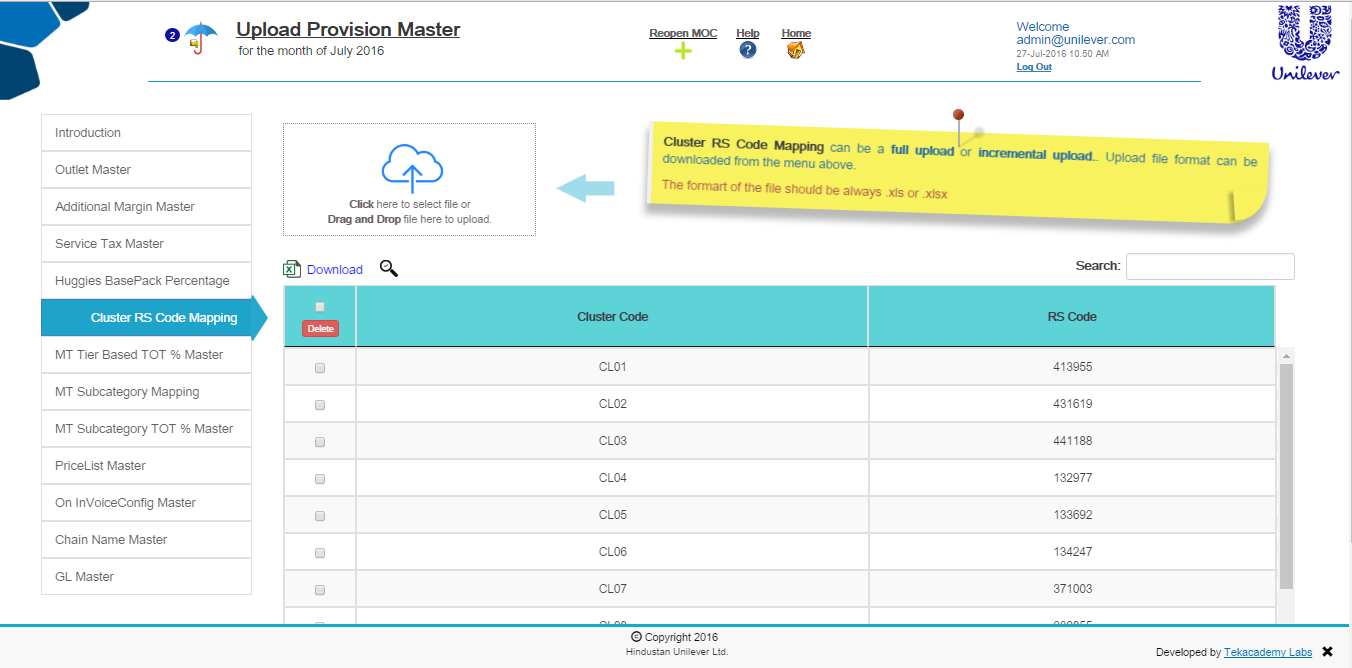 2
Upload Provision Master
for the month of July 2016
Reopen MOC
Help
?
Home
Welcome
admin@unilever.com
27-Jul-2016 10.50 AM
Log Out
Unilever
Introduction
Outlet Master
Additional Margin Master
Service Tax Master
Huggies BasePack Percentage
Cluster RS Code Mapping
MT Tier Based TOT % Master
MT Subcategory Mapping
MT Subcategory TOT % Master
PriceList Master
On InVoiceConfig Master
Chain Name Master
GL Master
Click here to select file or
Drag and Drop file here to upload.
Cluster RS Code Mapping can be a full upload or incremental upload.. Upload file format can be
downloaded from the menu above.
The formart of the file should be always .xls or .xlsx
Download
Search:
Delete
Cluster Code
RS Code
CL01 413955
CL02 431619
CL03 441188
CL04 132977
CL05 133692
CL06 134247
CL07 371003
© Copyright 2016
Hindustan Unilever Ltd.
Developed by Tekacademy Labs